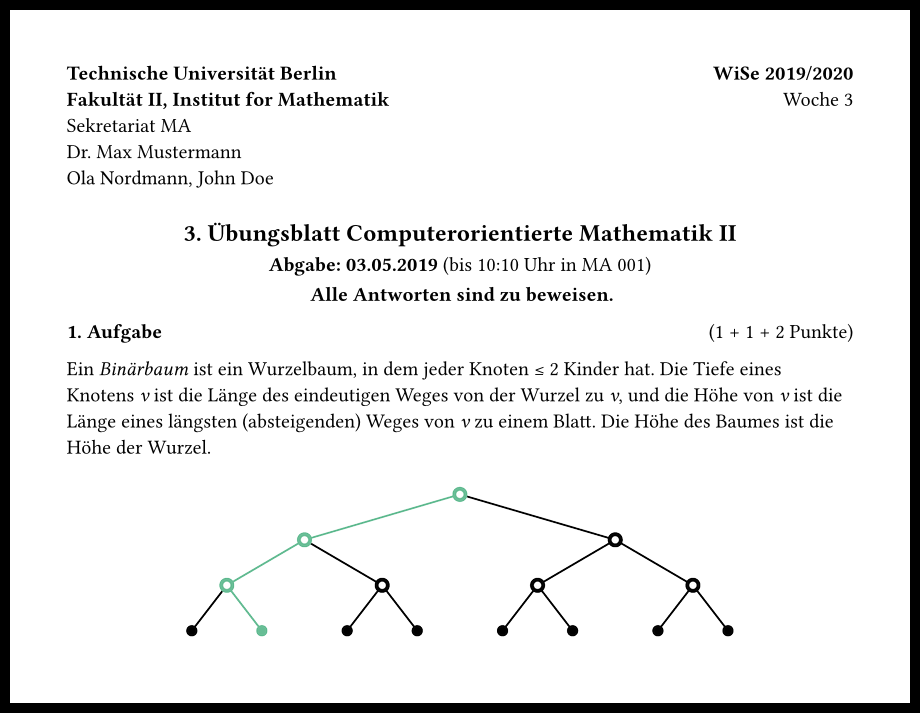 Technische Universität Berlin
WiSe 2019/2020
Fakultät II, Institut for Mathematik
Woche 3
Sekretariat MA
Dr. Max Mustermann
Ola Nordmann, John Doe
3. Übungsblatt Computerorientierte Mathematik II
Abgabe: 03.05.2019 (bis 10:10 Uhr in MA 001)
Alle Antworten sind zu beweisen.
1. Aufgabe
(1 + 1 + 2 Punkte)
Ein Binärbaum ist ein Wurzelbaum, in dem jeder Knoten ≤ 2 Kinder hat. Die Tiefe eines
Knotens v ist die Länge des eindeutigen Weges von der Wurzel zu v, und die Höhe von v ist die
Länge eines längsten (absteigenden) Weges von v zu einem Blatt. Die Höhe des Baumes ist die
Höhe der Wurzel.